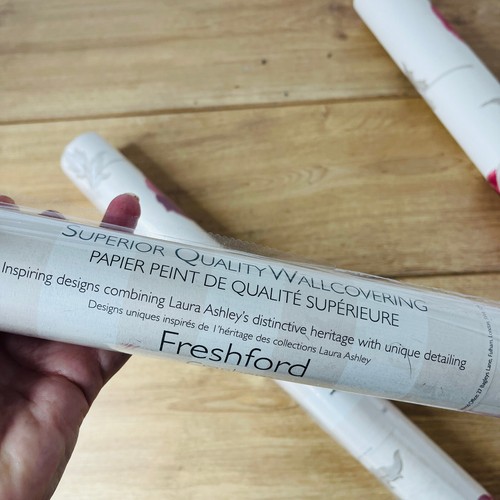 SUPERIOR QUALITY WALLCOVERING
PAPIER PEINT DE QUALITÉ SUPÉRIEURE
Inspiring designs combining Laura Ashley's distinctive heritage with unique detailing
Designs uniques inspirés de l'héritage des collections Laura Ashley
Freshford